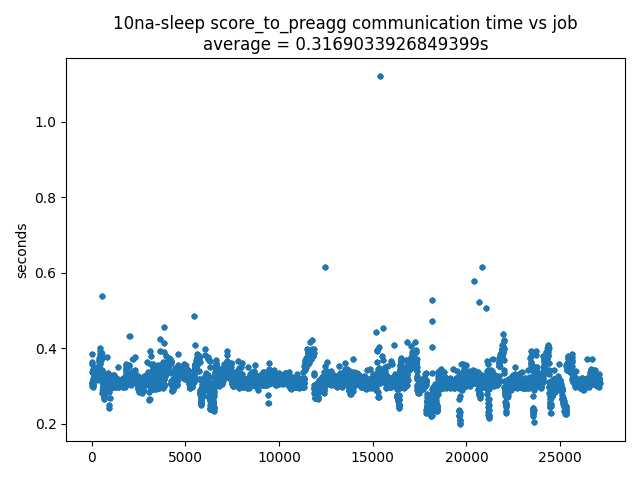 10na-sleep score_to_preagg communication time vs job
average = 0.3169033926849399s
seconds
1.0
0.8
0.6
0.4
0.2
0 5000 10000 15000 20000 25000